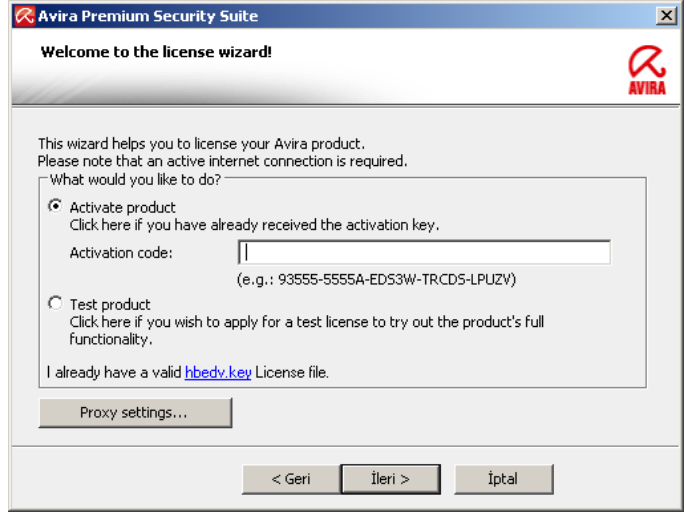 Avira Premium Security Suite
Welcome to the license wizard!
AVIRA
This wizard helps you to license your Avira product.
Please note that an active internet connection is required.
What would you like to do?
Activate product
Click here if you have already received the activation key.
Activation code:
(e.g.: 93555-5555A-EDS3W-TRCDS-LPUZV)
Test product
Click here if you wish to apply for a test license to try out the product's full
functionality.
I already have a valid hbedv.key License file.
Proxy settings...
< Geri
İleri >
İptal